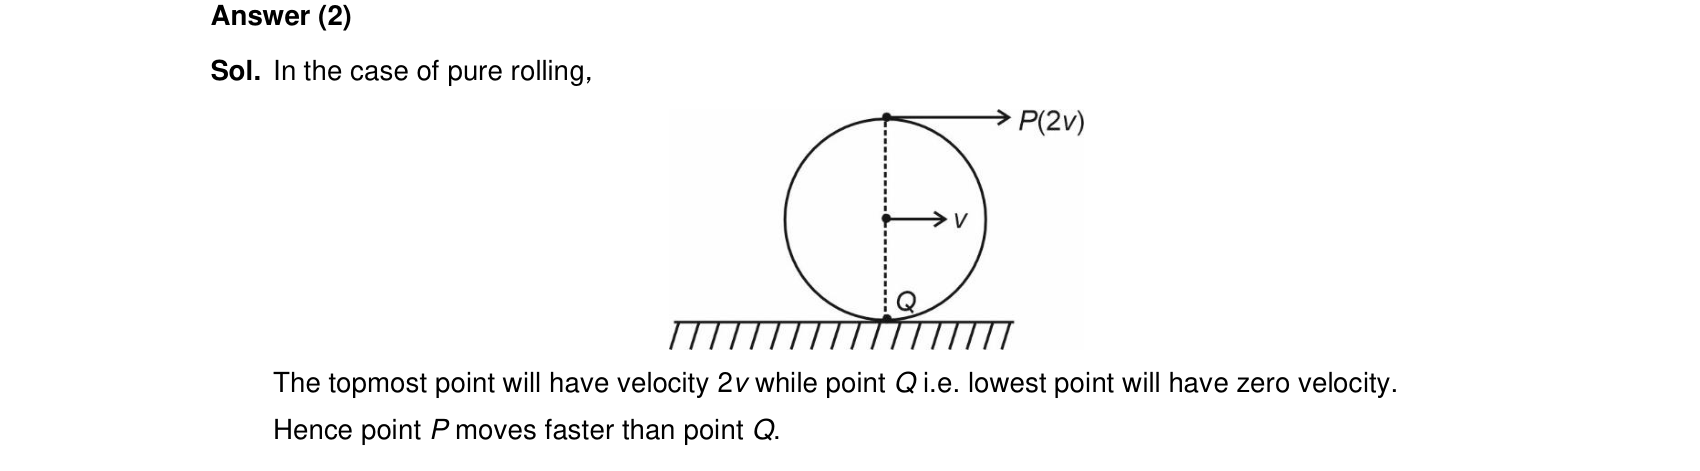 Answer (2)
Sol. In the case of pure rolling,
P(2v)
v
Q
The topmost point will have velocity 2v while point Q i.e. lowest point will have zero velocity.
Hence point P moves faster than point Q.